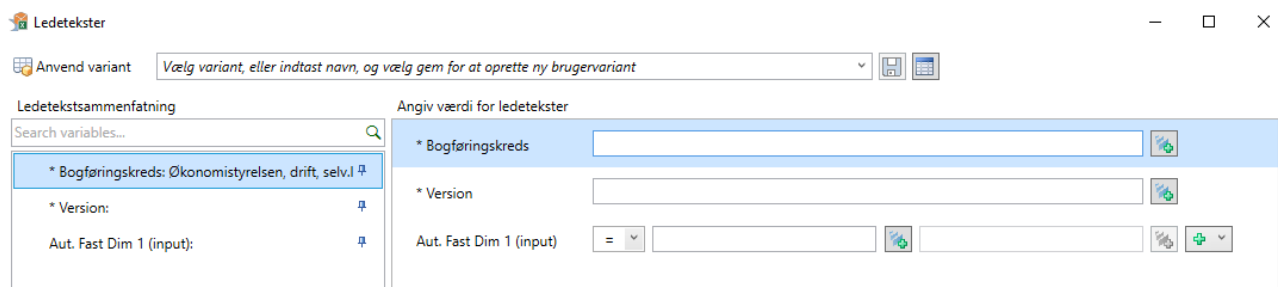 Ledetekster
Anvend variant
Vælg variant, eller indtast navn, og vælg gem for at oprette ny brugervariant
Ledetekstsammenfatning
Angiv værdi for ledetekster
Search variables...
* Bogføringskreds: Økonomistyrelsen, drift, selv.l
* Bogføringskreds
* Version:
* Version
Aut. Fast Dim 1 (input):
Aut. Fast Dim 1 (input)
=